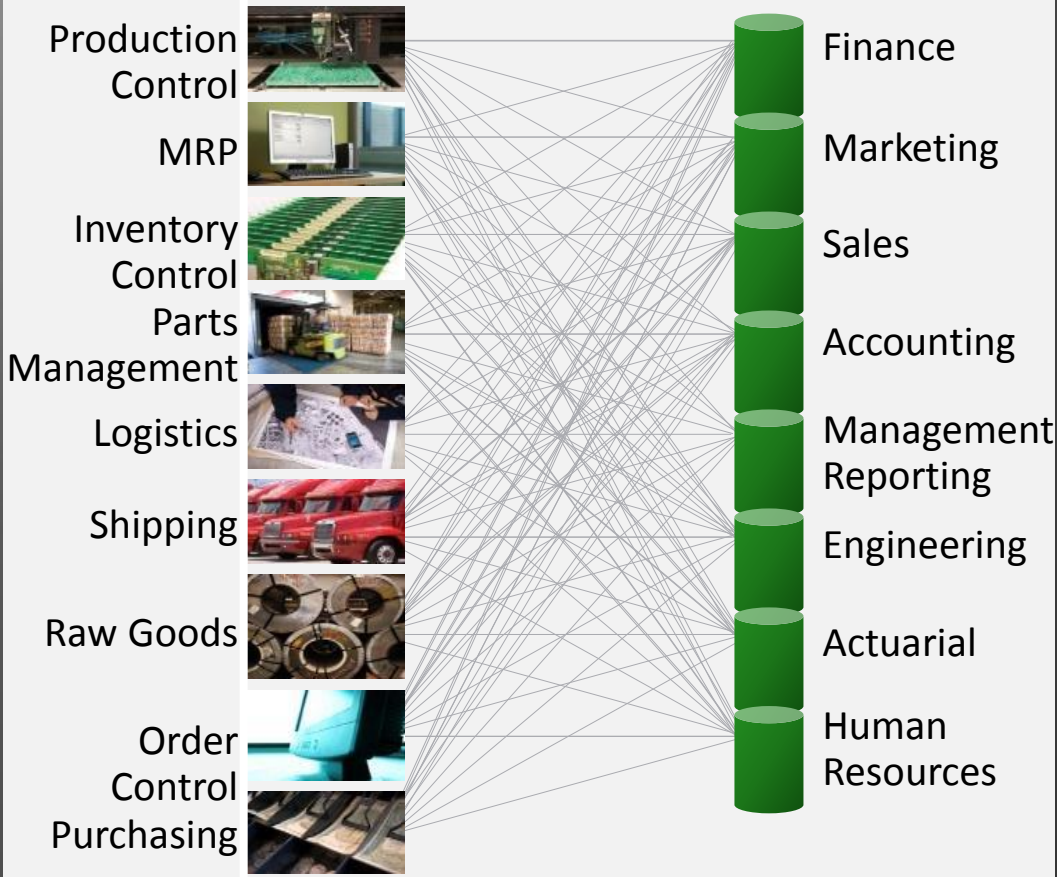 Production
Control
MRP
Inventory
Control
Parts
Management
Logistics
Shipping
Raw Goods
Order
Control
Purchasing
Finance
Marketing
Sales
Accounting
Management
Reporting
Engineering
Actuarial
Human
Resources